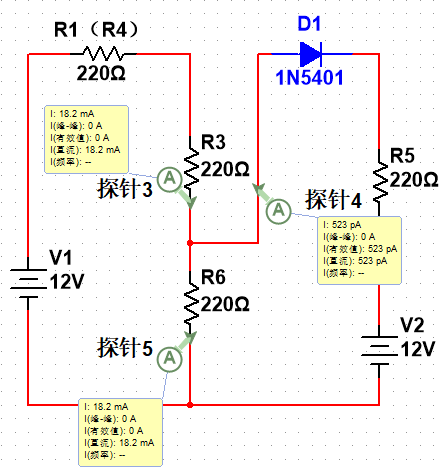 R1（R4）
220Ω
D1
1N5401
I: 18.2 mA
I(峰-峰): 0 A
I(有效值): 0 A
I(直流): 18.2 mA
I(频率): --
探针3
A
R3
220Ω
R5
220Ω
A
探针4
I: 523 pA
I(峰-峰): 0 A
I(有效值): 523 pA
I(直流): 523 pA
I(频率): --
V1
12V
R6
220Ω
探针5
A
V2
12V
I: 18.2 mA
I(峰-峰): 0 A
I(有效值): 0 A
I(直流): 18.2 mA
I(频率): --